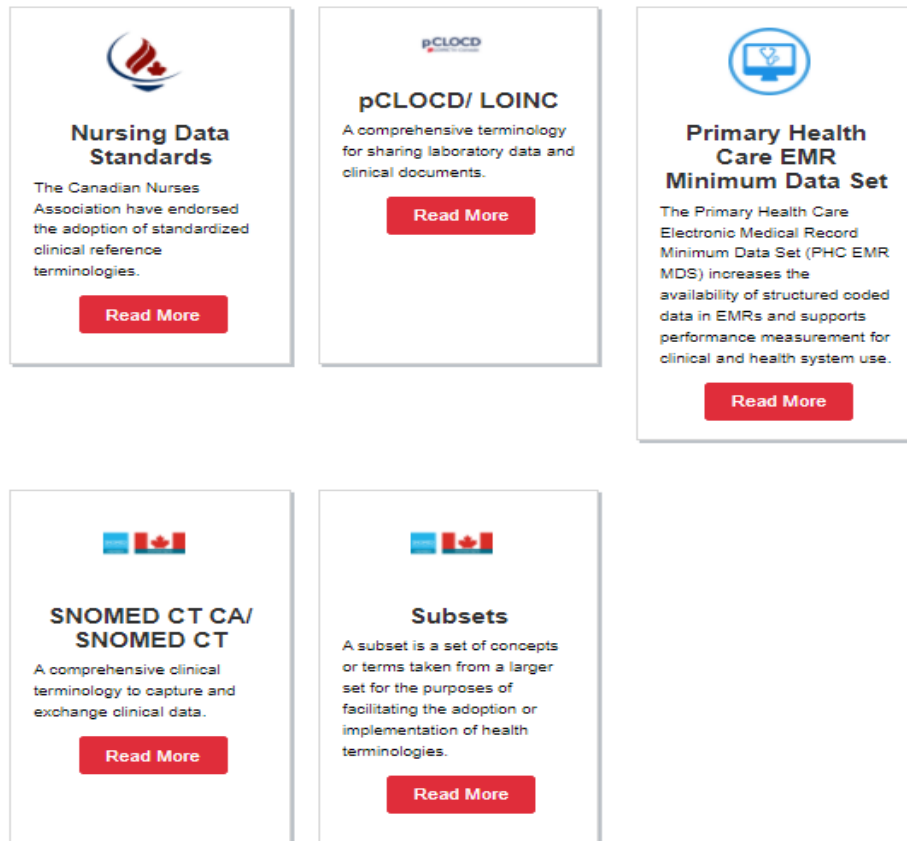 Nursing Data
Standards
The Canadian Nurses
Association have endorsed
the adoption of standardized
clinical reference
terminologies.
Read More
pCLOCD
pCLOCD/ LOINC
A comprehensive terminology
for sharing laboratory data and
clinical documents.
Read More
Primary Health
Care EMR
Minimum Data Set
The Primary Health Care
Electronic Medical Record
Minimum Data Set (PHC EMR
MDS) increases the
availability of structured coded
data in EMRs and supports
performance measurement for
clinical and health system use.
Read More
SNOMED CT CA/
SNOMED CT
A comprehensive clinical
terminology to capture and
exchange clinical data.
Read More
Subsets
A subset is a set of concepts
or terms taken from a larger
set for the purposes of
facilitating the adoption or
implementation of health
terminologies.
Read More